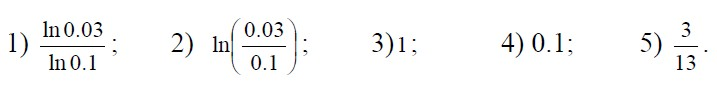 1) ln 0.03 / ln 0.1 ; 2) ln(0.03 / 0.1) ; 3) 1; 4) 0.1; 5) 3/13 .